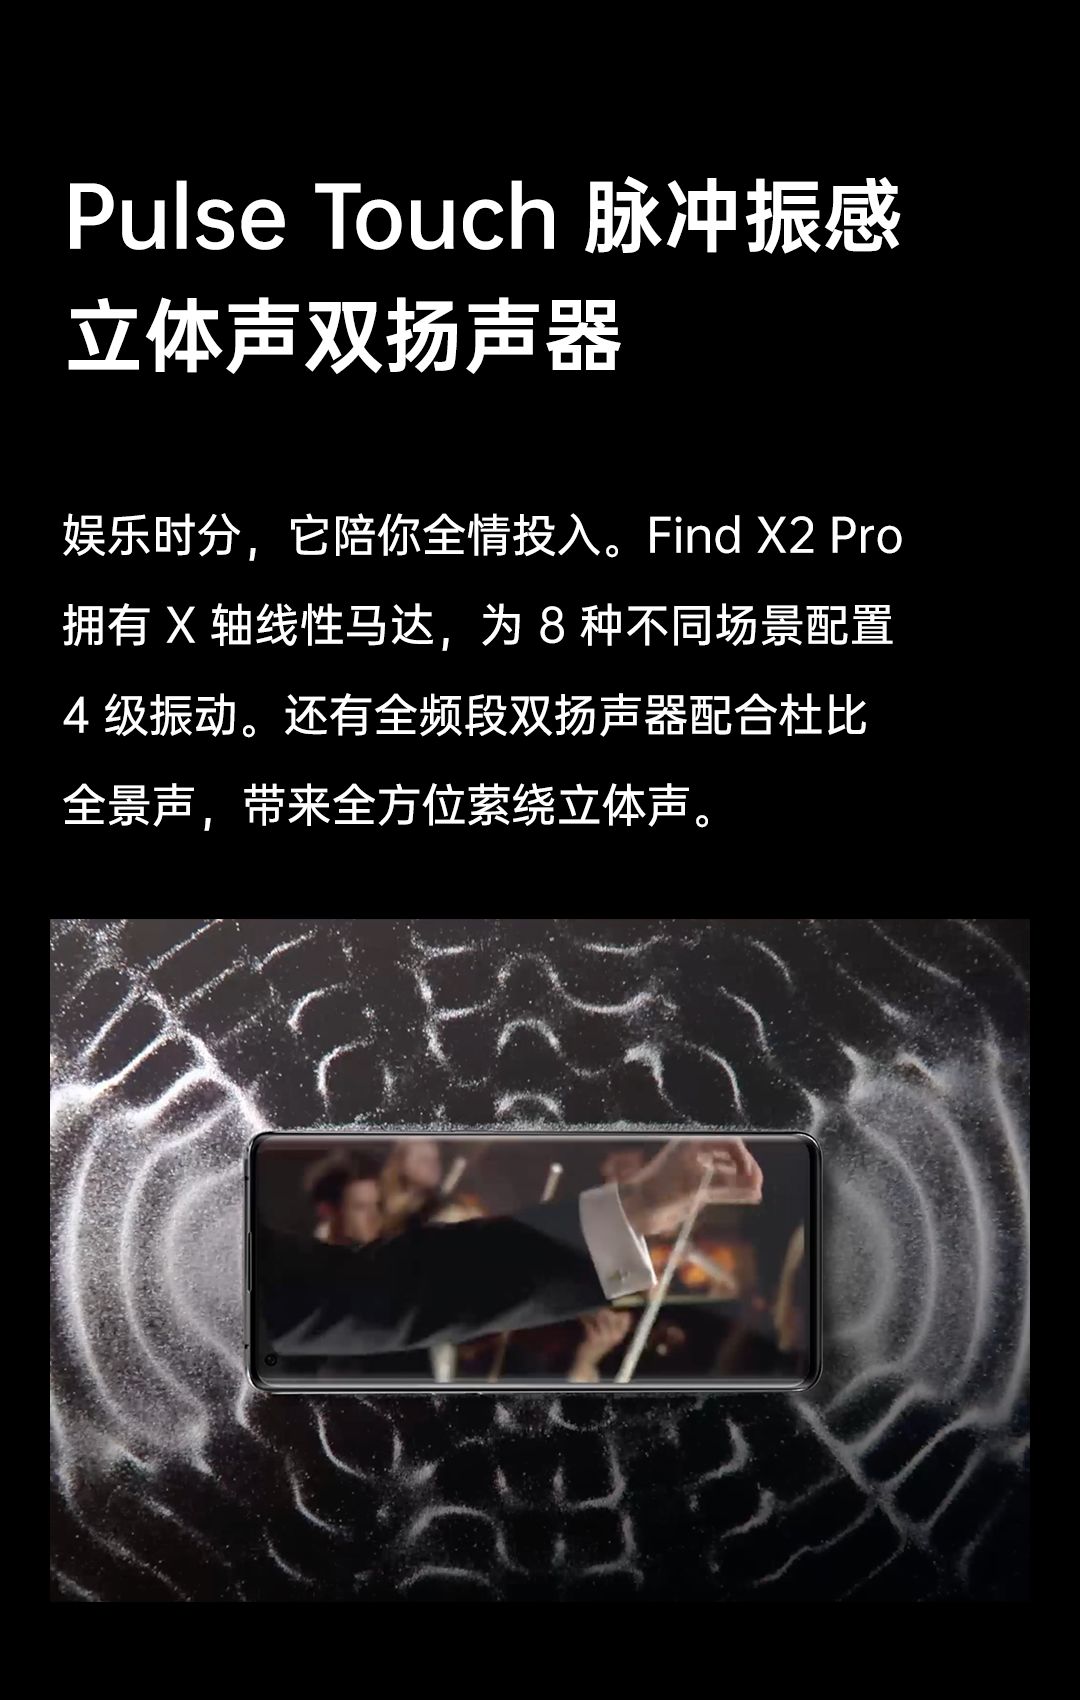 Pulse Touch 脉冲振感
立体声双扬声器
娱乐时分，它陪你全情投入。Find X2 Pro
拥有 X 轴线性马达，为 8 种不同场景配置
4 级振动。还有全频段双扬声器配合杜比
全景声，带来全方位萦绕立体声。